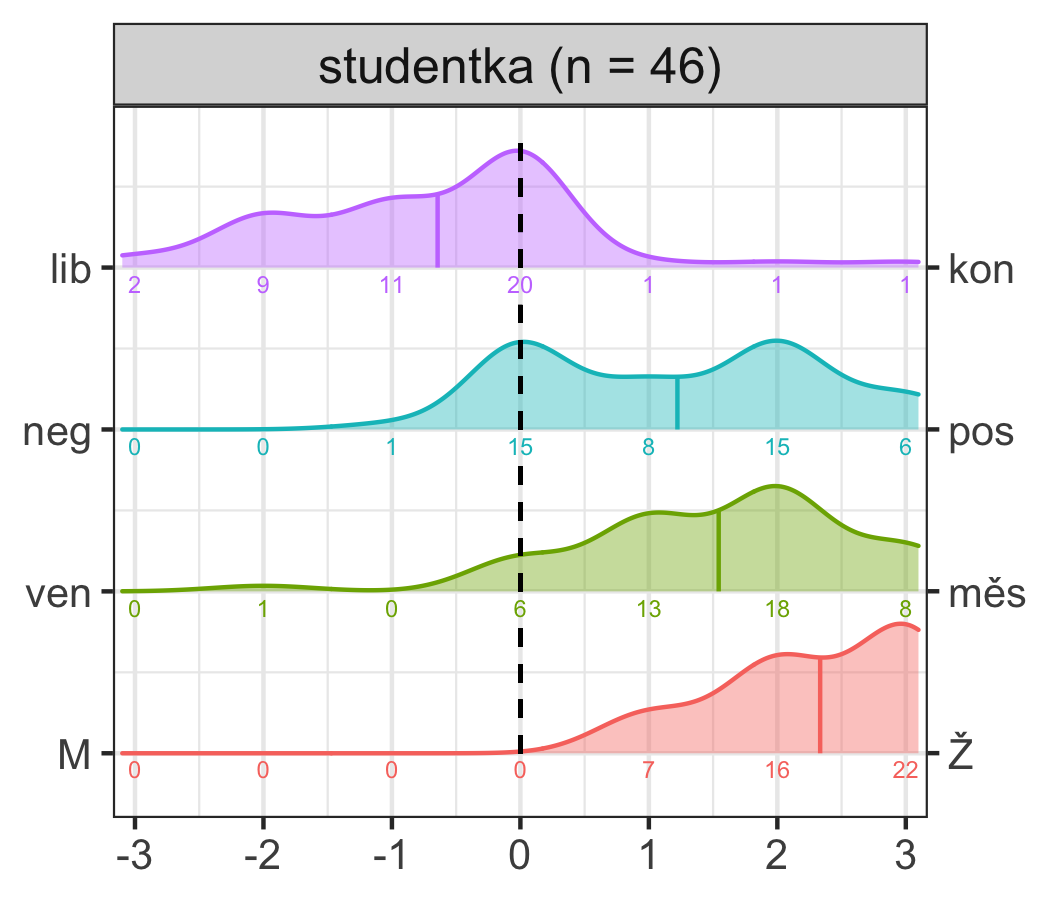 studentka (n = 46)
lib kon
2 9 11 20 1 1 1
neg pos
0 0 1 15 8 15 6
ven měs
0 1 0 6 13 18 8
M Ž
0 0 0 0 7 16 22
-3 -2 -1 0 1 2 3